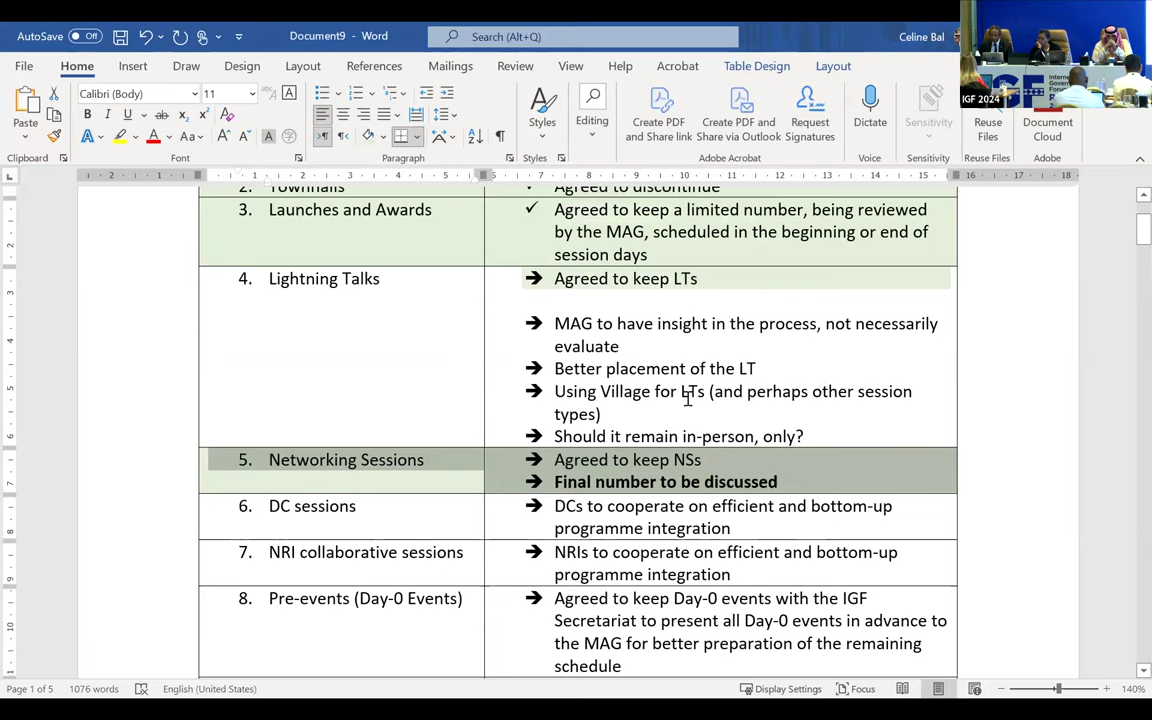 AutoSave Off Document9 - Word Search (Alt+Q) Celine Bal
File Home Insert Draw Design Layout References Mailings Review View Help Acrobat Table Design Layout
Calibri (Body) 11
Paste Styles Editing Create PDF and Share link Create PDF and Share via Outlook Request Signatures Dictate Sensitivity Reuse Files Document Cloud
Clipboard Font Paragraph Styles Adobe Acrobat Voice Sensitivity Reuse Files Adobe
IGF 2024
IGF
2. Townhalls ✓ Agreed to discontinue
3. Launches and Awards ✓ Agreed to keep a limited number, being reviewed
by the MAG, scheduled in the beginning or end of
session days
4. Lightning Talks → Agreed to keep LTs
→ MAG to have insight in the process, not necessarily
evaluate
→ Better placement of the LT
→ Using Village for LTs (and perhaps other session
types)
→ Should it remain in-person, only?
5. Networking Sessions → Agreed to keep NSs
→ Final number to be discussed
6. DC sessions → DCs to cooperate on efficient and bottom-up
programme integration
7. NRI collaborative sessions → NRIs to cooperate on efficient and bottom-up
programme integration
8. Pre-events (Day-0 Events) → Agreed to keep Day-0 events with the IGF
Secretariat to present all Day-0 events in advance to
the MAG for better preparation of the remaining
schedule
Page 1 of 5 1076 words English (United States) Display Settings Focus 140%